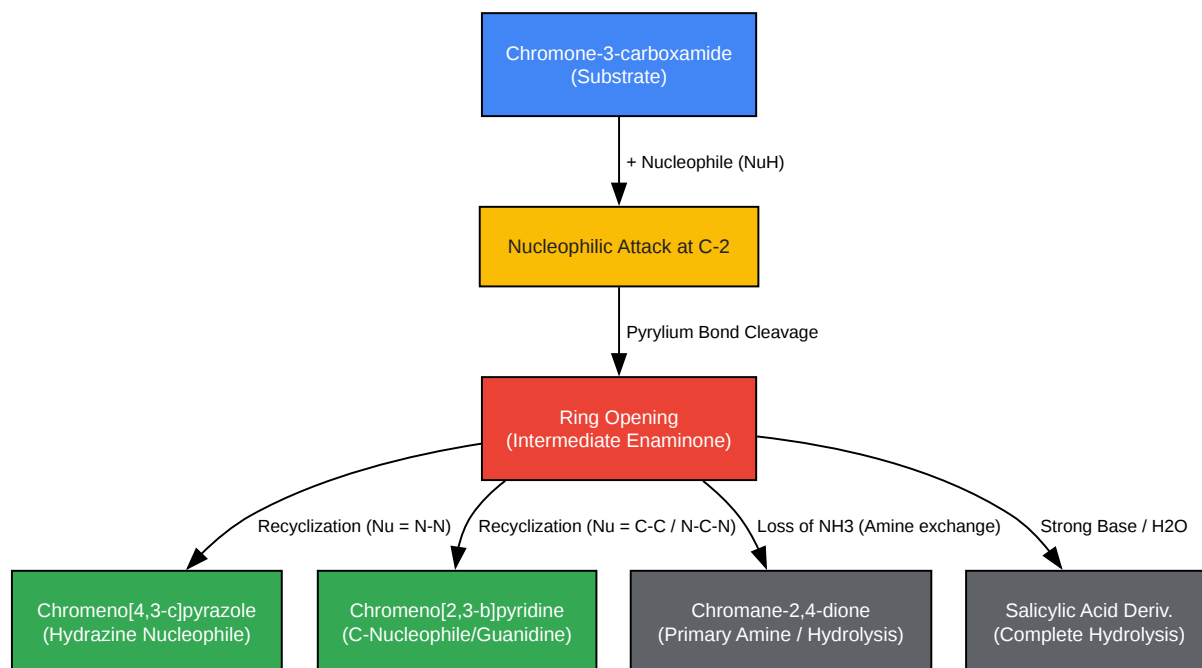 Chromone-3-carboxamide
(Substrate)
+ Nucleophile (NuH)
Nucleophilic Attack at C-2
Pyrylium Bond Cleavage
Ring Opening
(Intermediate Enaminone)
Recyclization (Nu = N-N)
Recyclization (Nu = C-C / N-C-N)
Loss of NH3 (Amine exchange)
Strong Base / H2O
Chromeno[4,3-c]pyrazole
(Hydrazine Nucleophile)
Chromeno[2,3-b]pyridine
(C-Nucleophile/Guanidine)
Chromane-2,4-dione
(Primary Amine / Hydrolysis)
Salicylic Acid Deriv.
(Complete Hydrolysis)